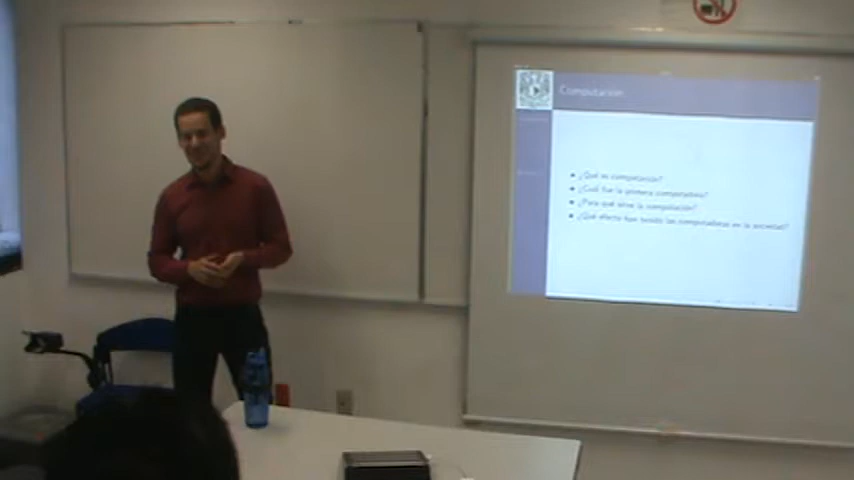 Computación
¿Qué es computación?
¿Cuál fue la primera computadora?
¿Para qué sirve la computación?
¿Qué efecto han tenido las computadoras en la sociedad?